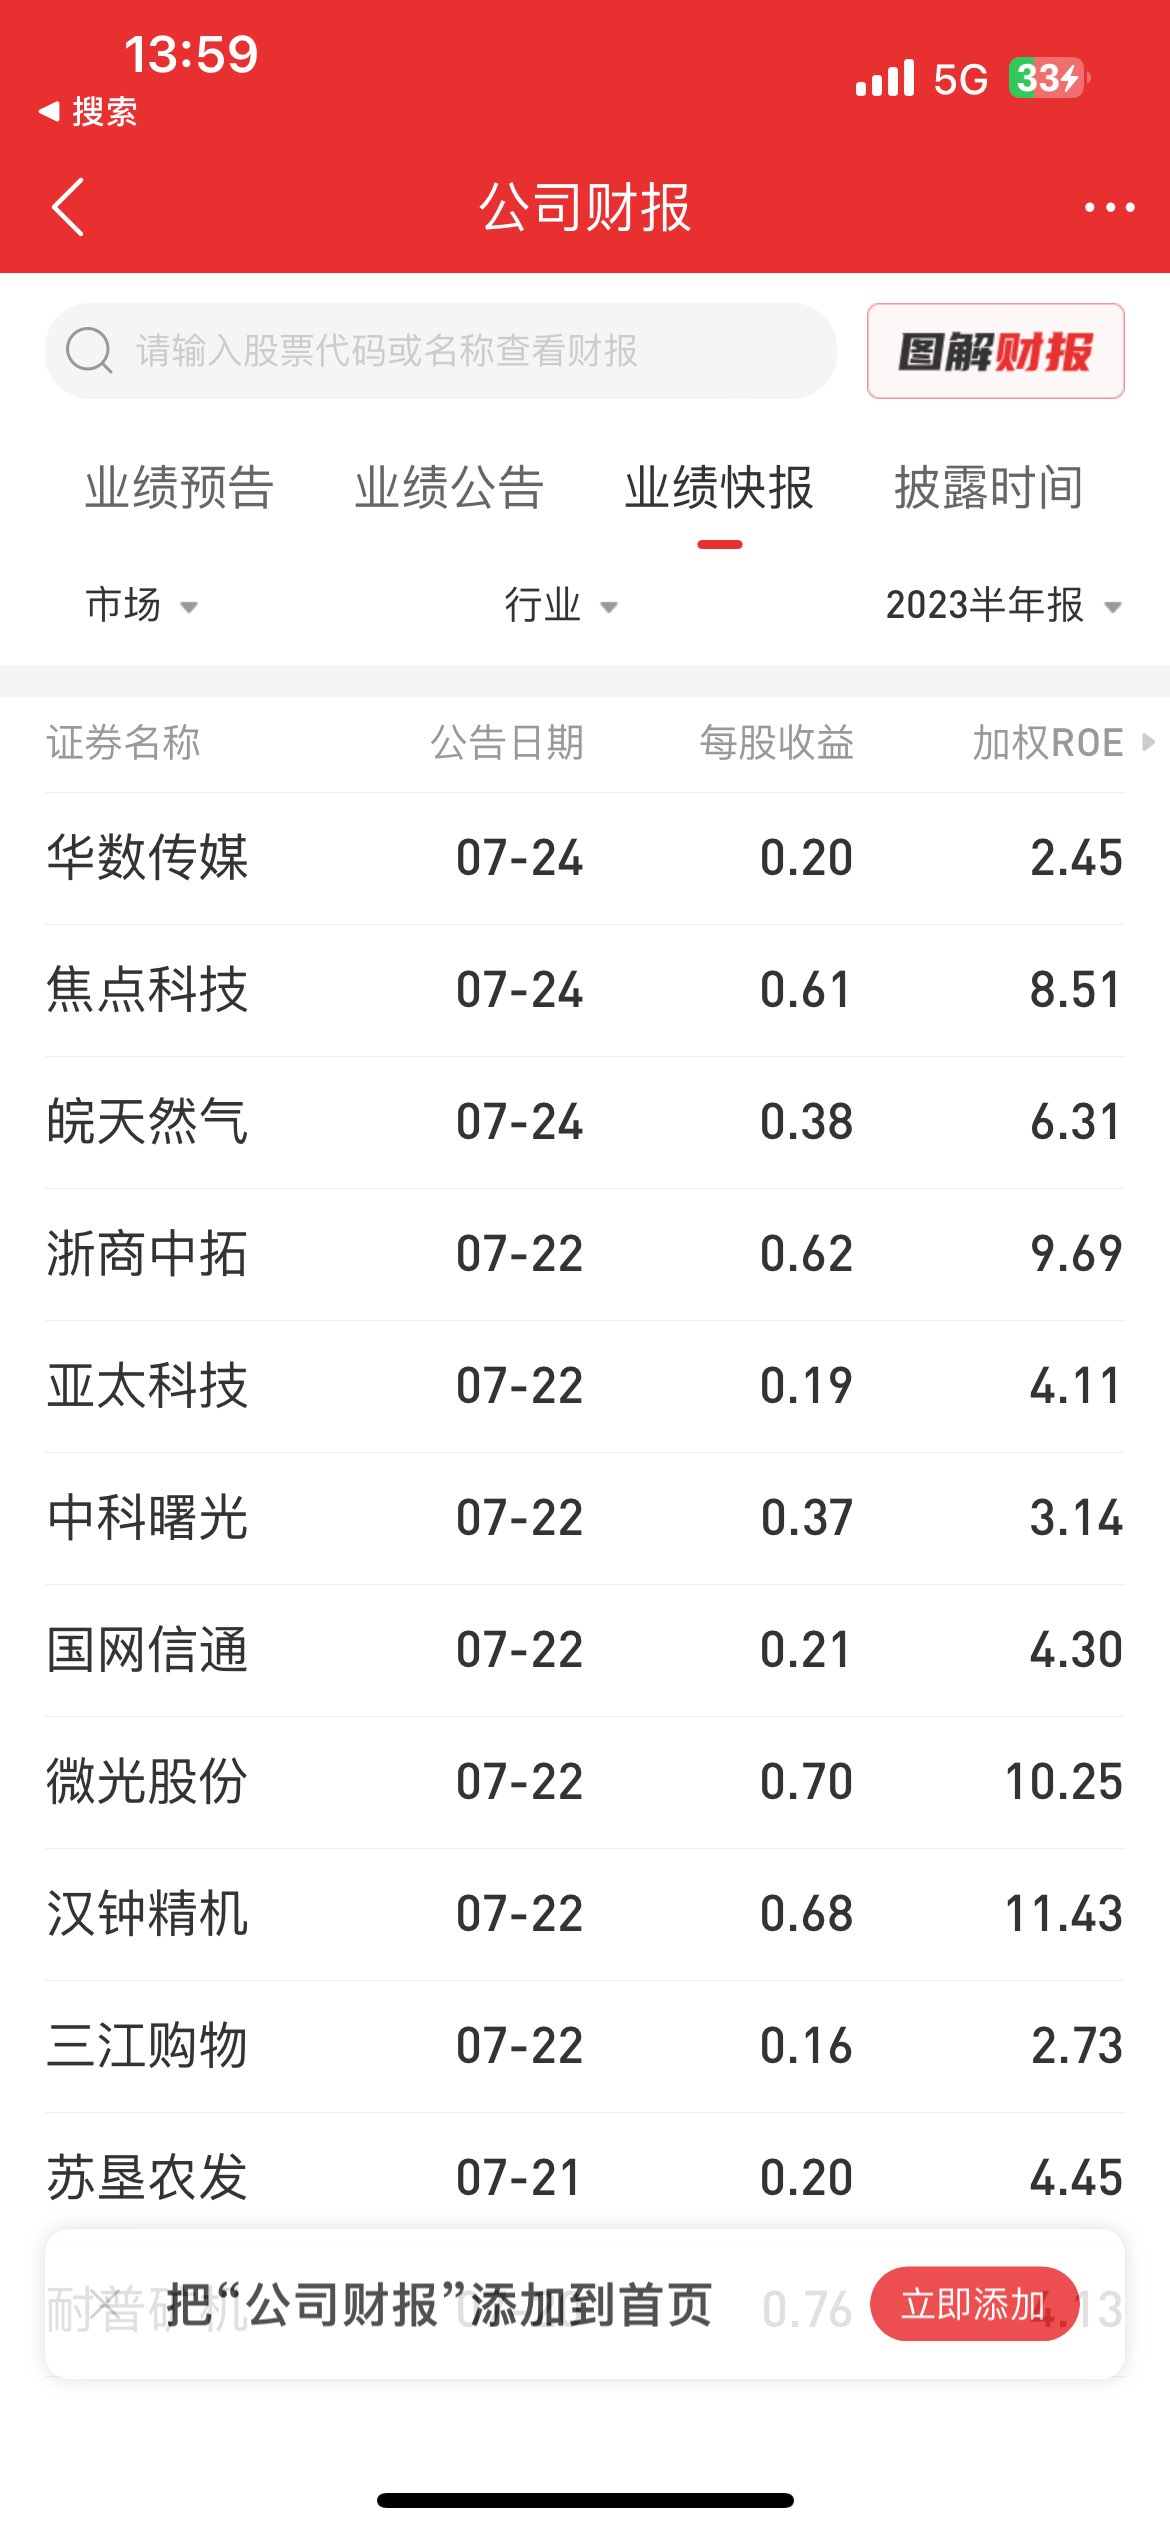 13:59
搜索
5G 33
公司财报
请输入股票代码或名称查看财报 图解财报
业绩预告 业绩公告 业绩快报 披露时间
市场 行业 2023半年报
证券名称 公告日期 每股收益 加权ROE
华数传媒 07-24 0.20 2.45
焦点科技 07-24 0.61 8.51
皖天然气 07-24 0.38 6.31
浙商中拓 07-22 0.62 9.69
亚太科技 07-22 0.19 4.11
中科曙光 07-22 0.37 3.14
国网信通 07-22 0.21 4.30
微光股份 07-22 0.70 10.25
汉钟精机 07-22 0.68 11.43
三江购物 07-22 0.16 2.73
苏垦农发 07-21 0.20 4.45
耐普矿机 0.76 4.13
把“公司财报”添加到首页 立即添加